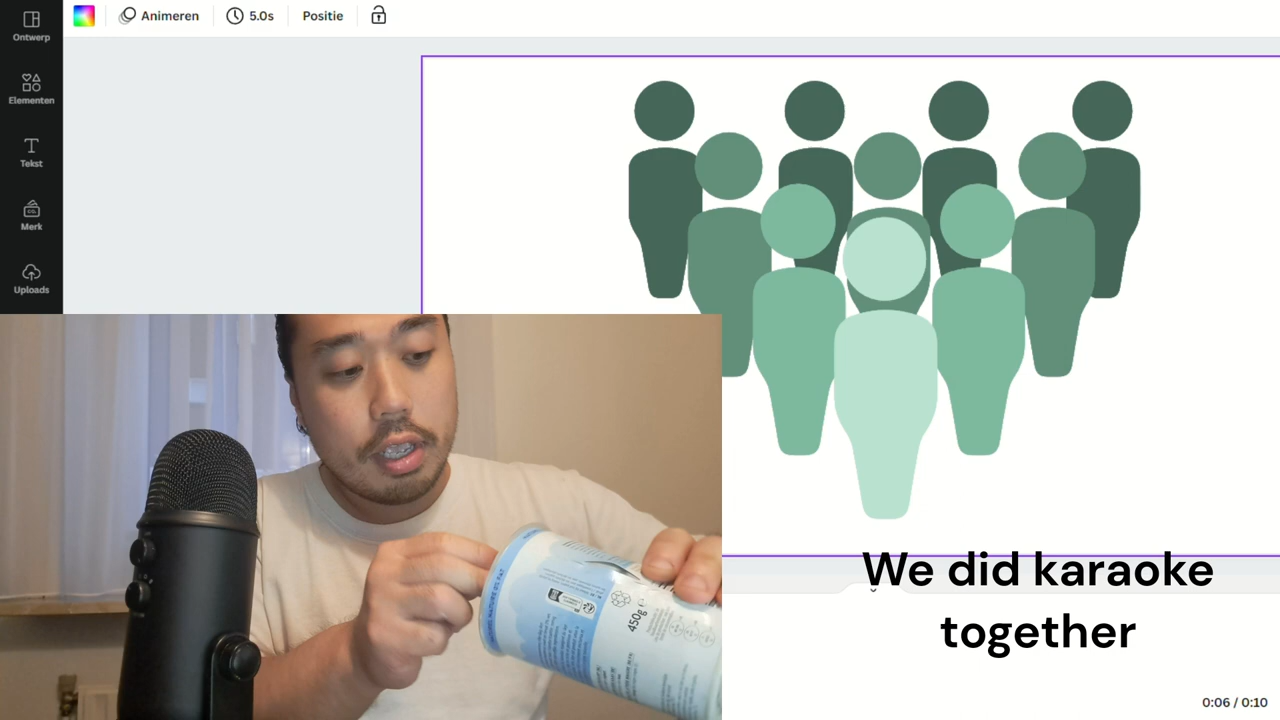 Animeren
5.0s
Positie
Ontwerp
Elementen
Tekst
Merk
Uploads
450g
We did karaoke
together
0:06 / 0:10